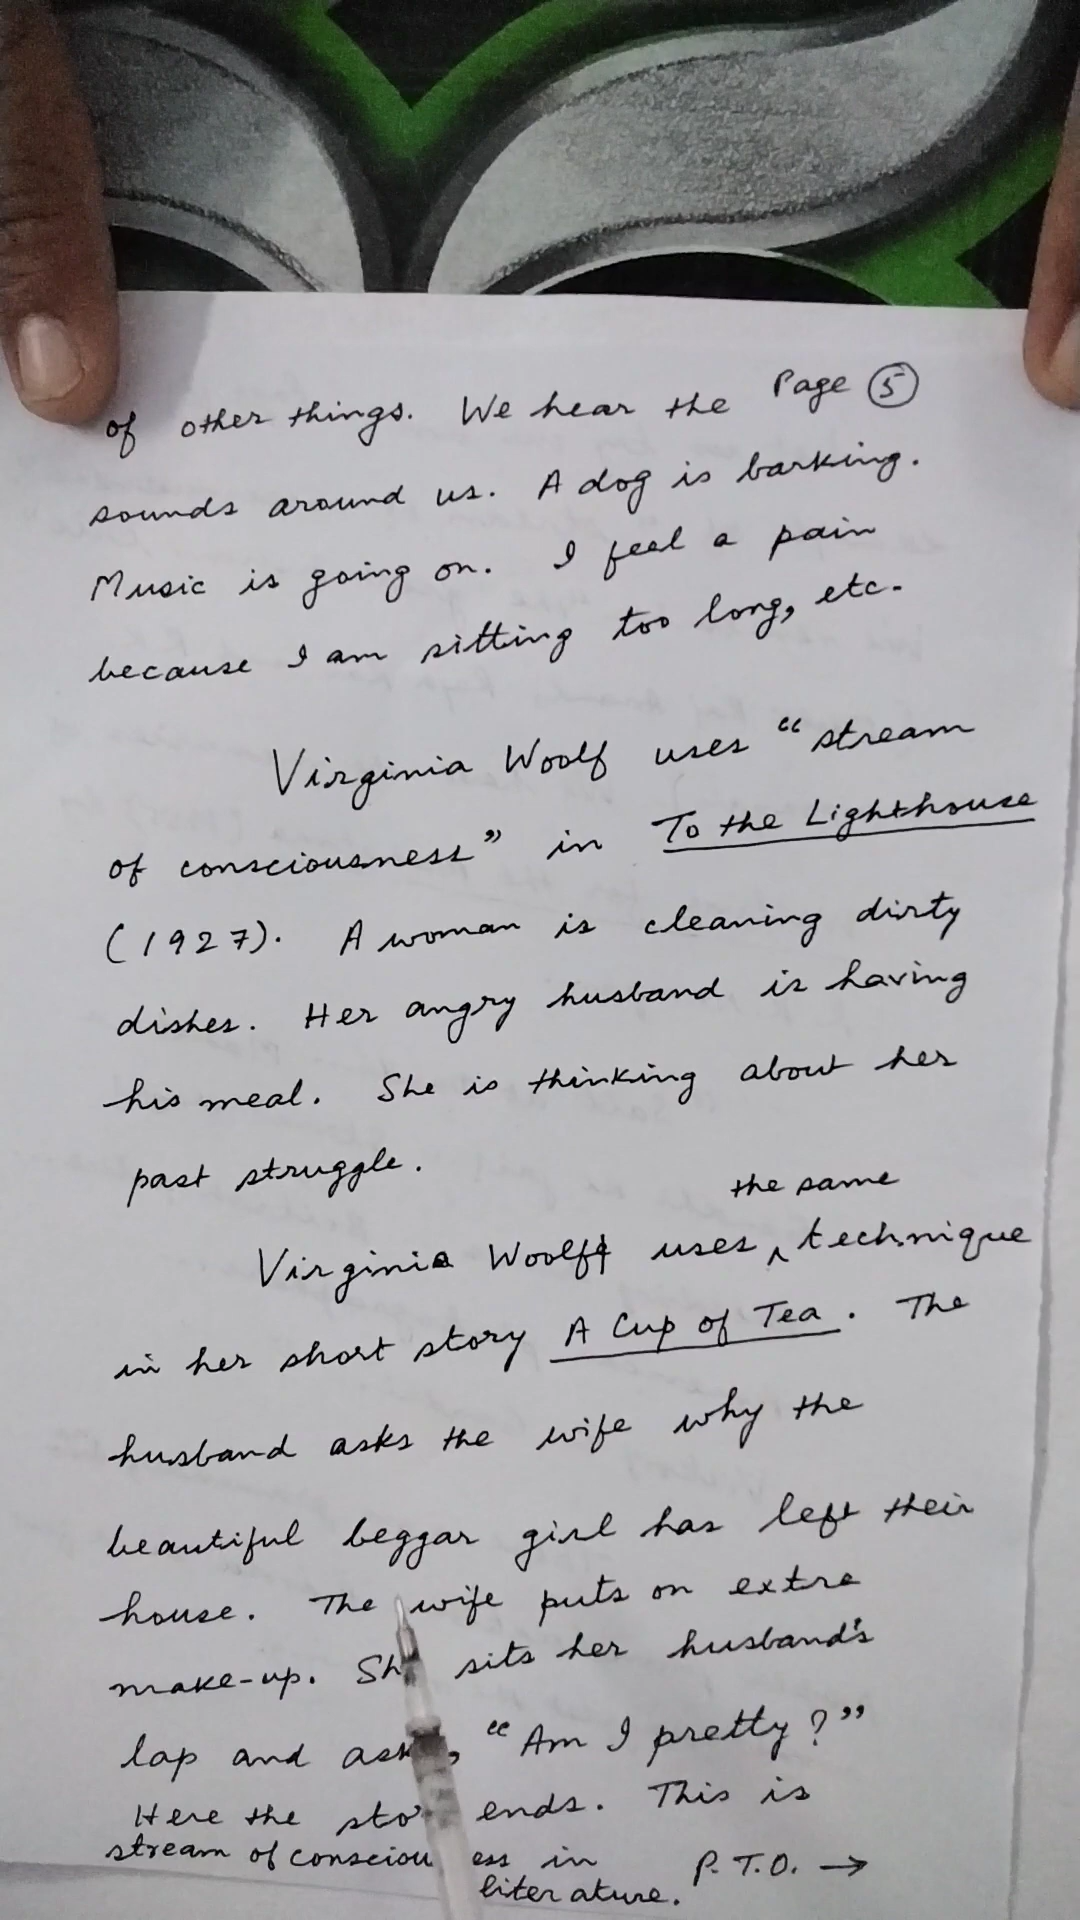 Page 5
of other things. We hear the
sounds around us. A dog is barking.
Music is going on. I feel a pain
because I am sitting too long, etc.
Virginia Woolf uses "stream
of consciousness" in To the Lighthouse
(1927). A woman is cleaning dirty
dishes. Her angry husband is having
his meal. She is thinking about her
past struggle.
the same
Virginia Woolf uses ‸ technique
in her short story A Cup of Tea. The
husband asks the wife why the
beautiful beggar girl has left their
house. The wife puts on extra
make-up. She sits her husband's
lap and asks, "Am I pretty?"
Here the story ends. This is
stream of consciousness in
literature. P.T.O. →